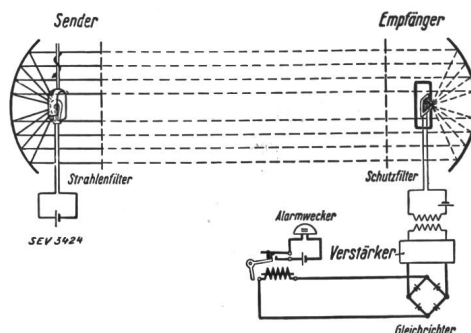 Sender
Empfänger
Strahlenfilter
Schutzfilter
SEV 3424
Alarmwecker
Verstärker
Gleichrichter